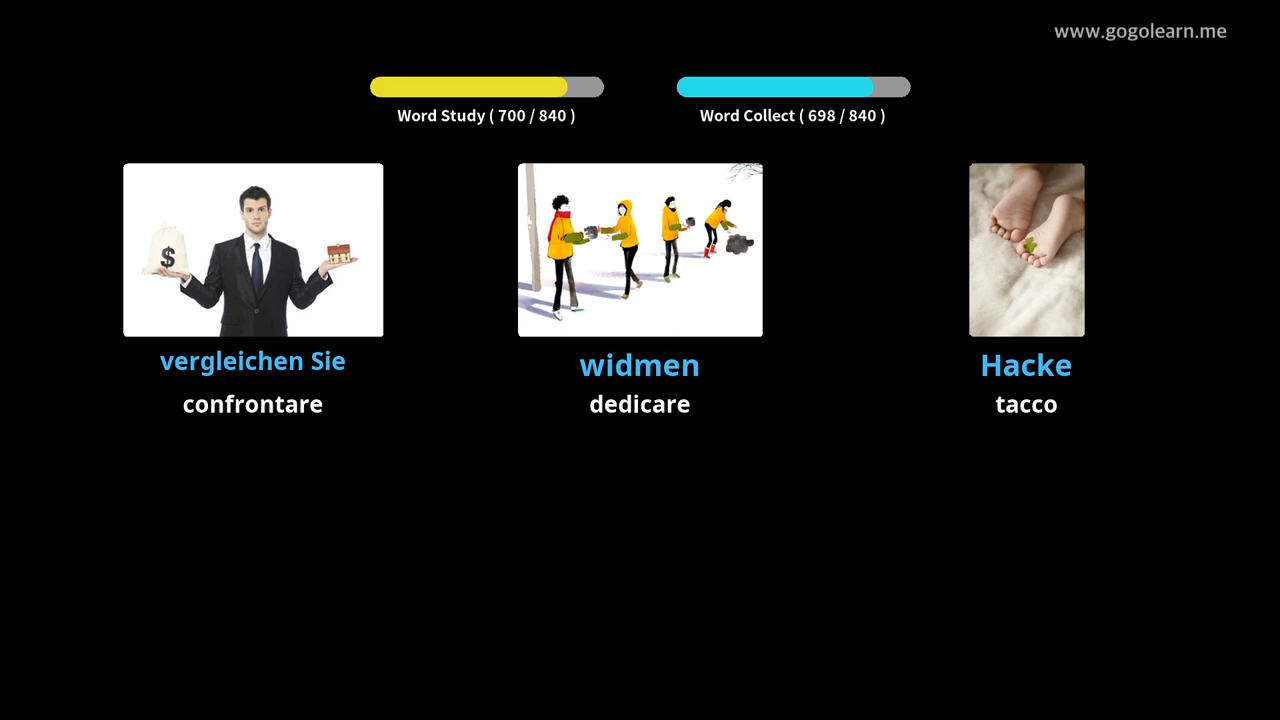 www.gogolearn.me
Word Study ( 700 / 840 )
Word Collect ( 698 / 840 )
$
vergleichen Sie
widmen
Hacke
confrontare
dedicare
tacco